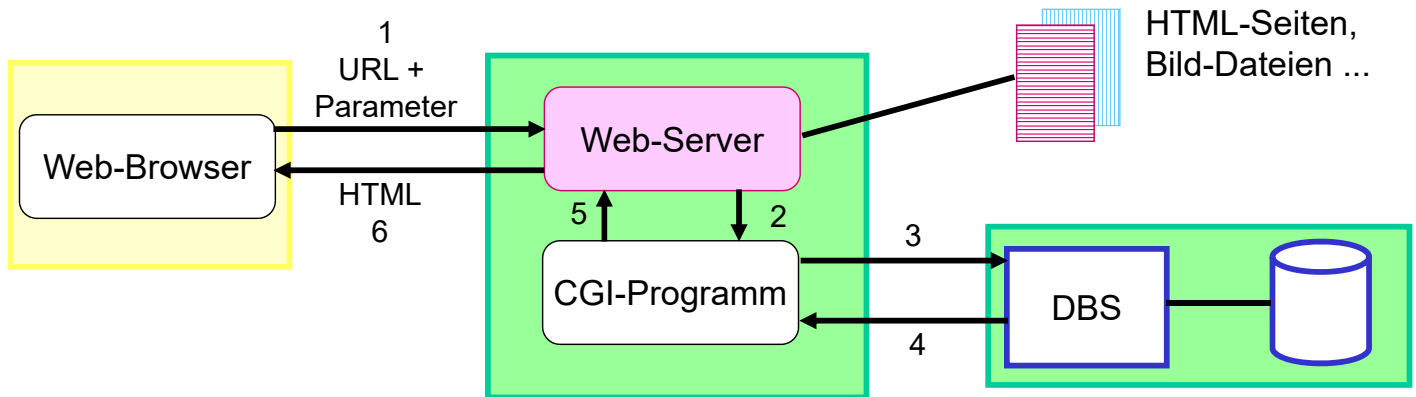 1
URL +
Parameter
Web-Browser
HTML
6
Web-Server
5
2
CGI-Programm
HTML-Seiten,
Bild-Dateien ...
3
4
DBS